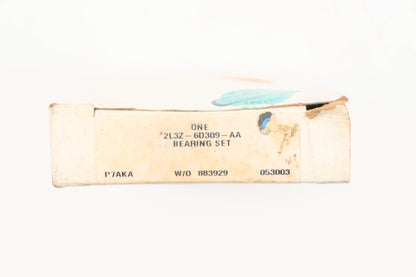 ONE
2L3Z-6D309-AA
BEARING SET
P7AKA W/O 883929 053003